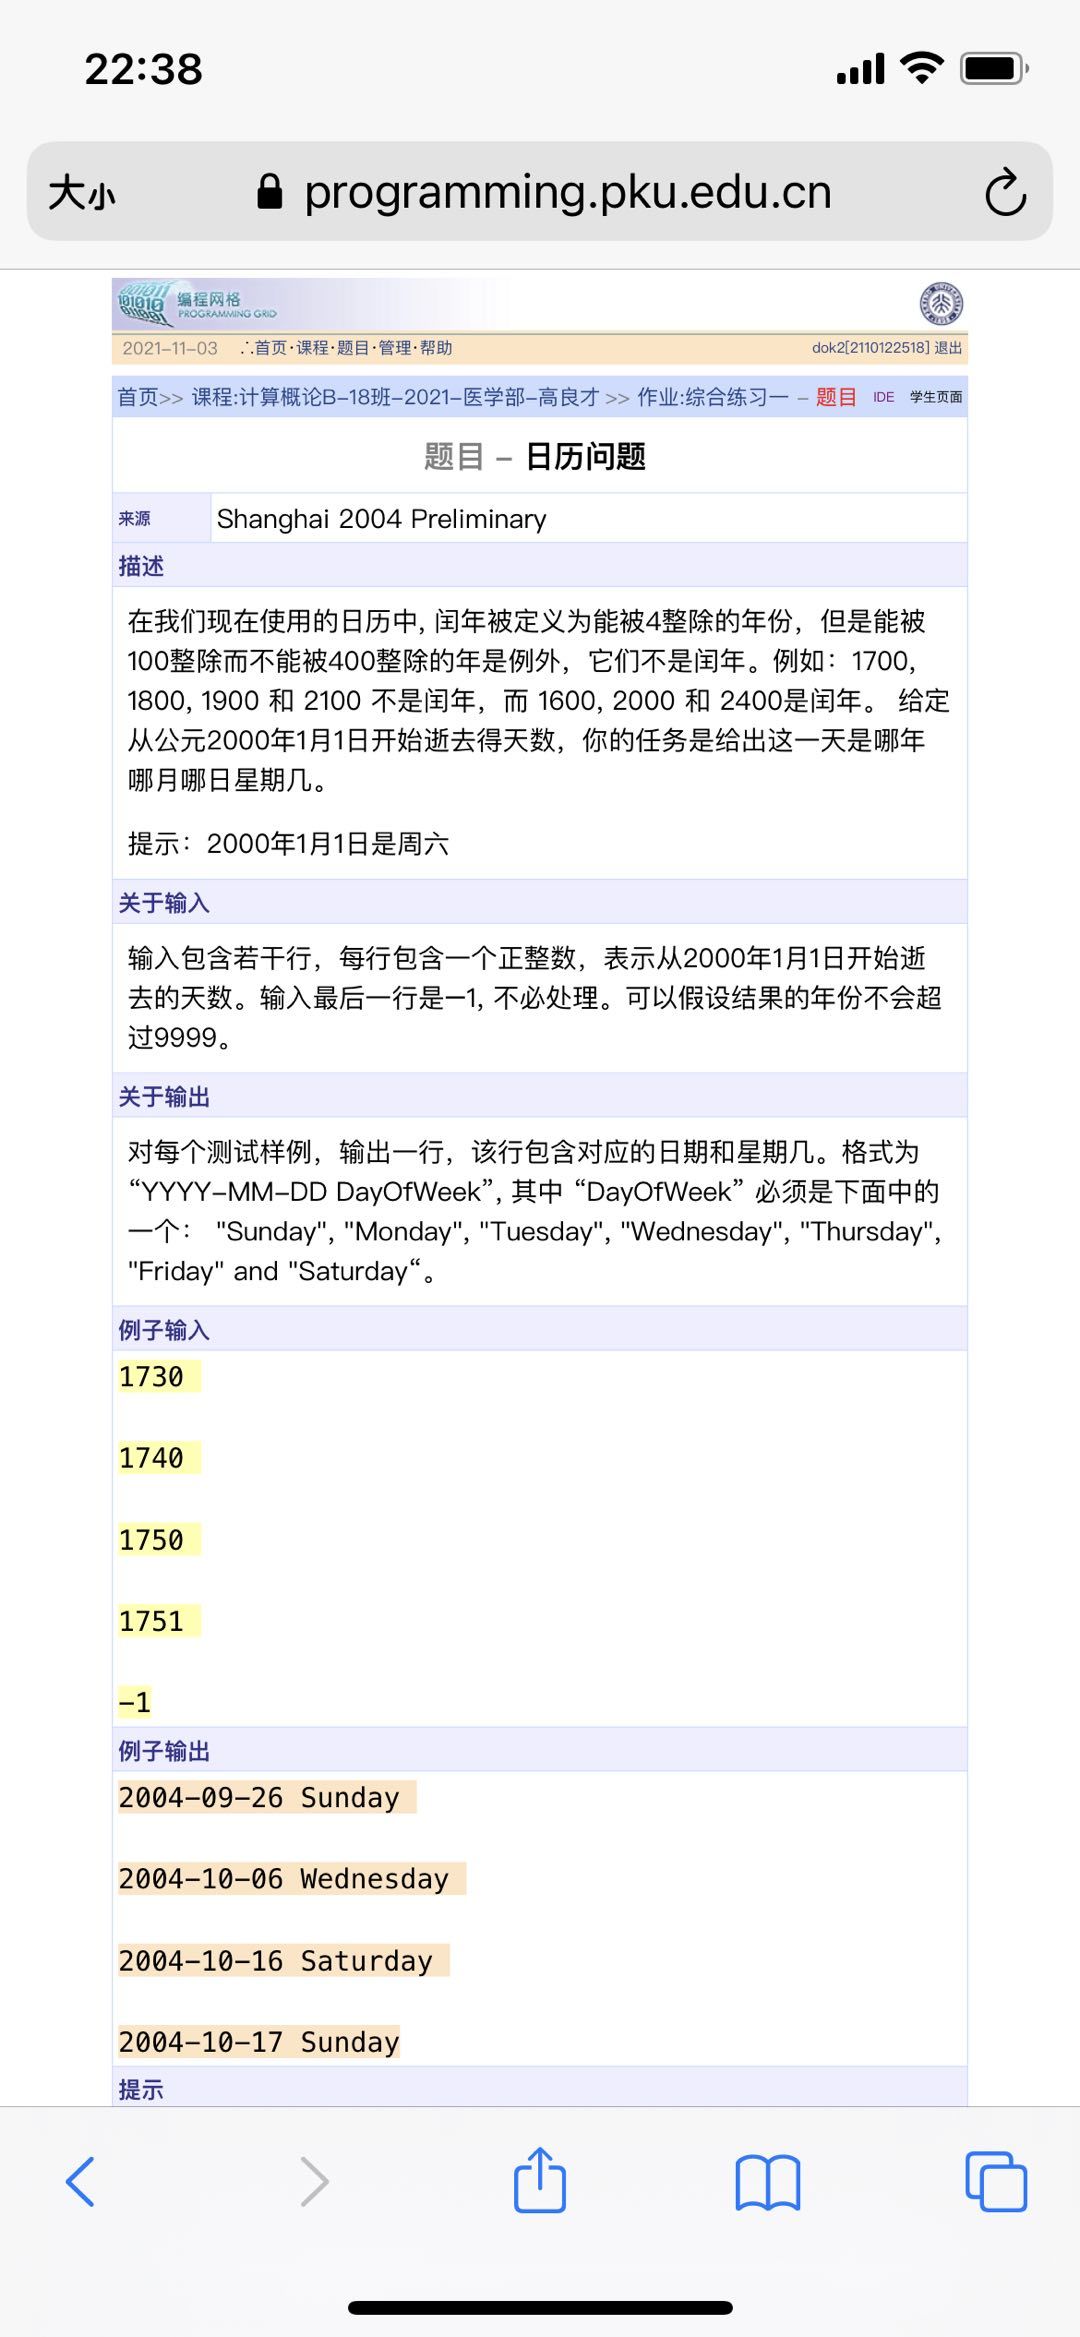 22:38
大小 programming.pku.edu.cn
编程网格
PROGRAMMING GRID
2021-11-03 ∴首页·课程·题目·管理·帮助 dok2[2110122518] 退出
首页>> 课程:计算概论B-18班-2021-医学部-高良才 >> 作业:综合练习一 - 题目 IDE 学生页面
题目 - 日历问题
来源 Shanghai 2004 Preliminary
描述
在我们现在使用的日历中, 闰年被定义为能被4整除的年份，但是能被
100整除而不能被400整除的年是例外，它们不是闰年。例如：1700,
1800, 1900 和 2100 不是闰年，而 1600, 2000 和 2400是闰年。 给定
从公元2000年1月1日开始逝去得天数，你的任务是给出这一天是哪年
哪月哪日星期几。
提示：2000年1月1日是周六
关于输入
输入包含若干行，每行包含一个正整数，表示从2000年1月1日开始逝
去的天数。输入最后一行是−1, 不必处理。可以假设结果的年份不会超
过9999。
关于输出
对每个测试样例，输出一行，该行包含对应的日期和星期几。格式为
“YYYY-MM-DD DayOfWeek”, 其中 “DayOfWeek” 必须是下面中的
一个： "Sunday", "Monday", "Tuesday", "Wednesday", "Thursday",
"Friday" and "Saturday“。
例子输入
1730
1740
1750
1751
-1
例子输出
2004-09-26 Sunday
2004-10-06 Wednesday
2004-10-16 Saturday
2004-10-17 Sunday
提示